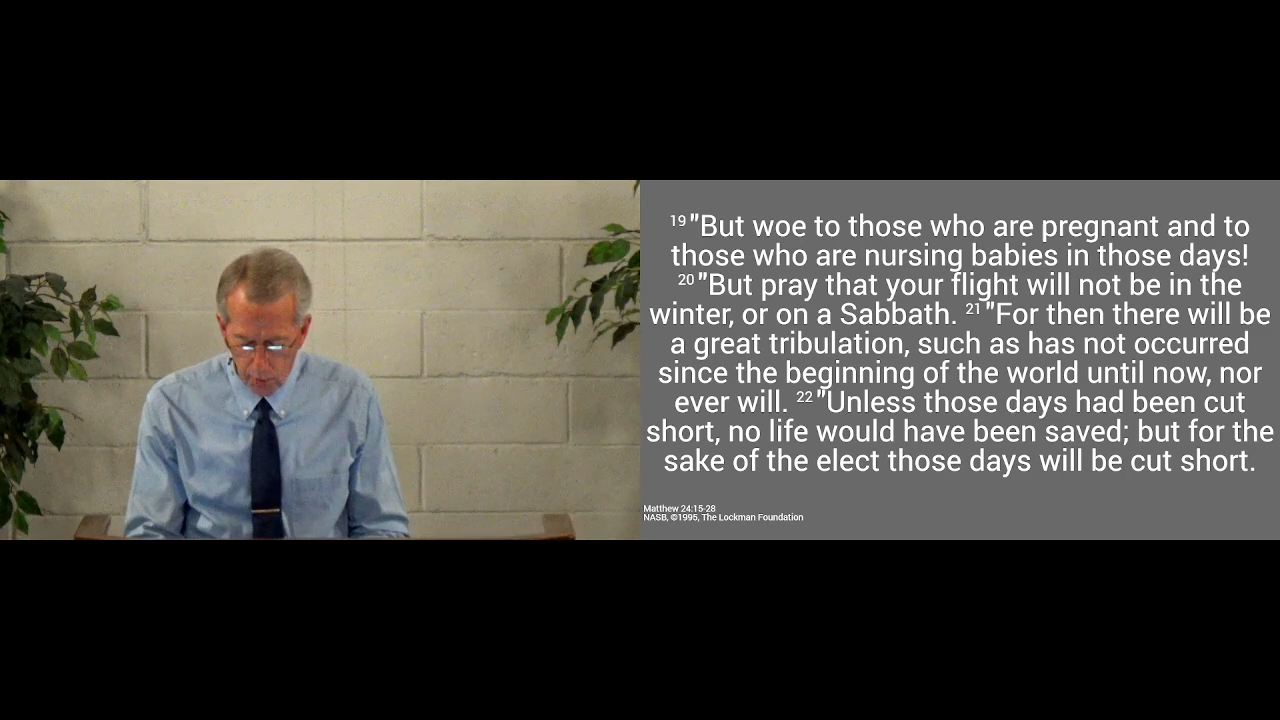 19 "But woe to those who are pregnant and to
those who are nursing babies in those days!
20 "But pray that your flight will not be in the
winter, or on a Sabbath. 21 "For then there will be
a great tribulation, such as has not occurred
since the beginning of the world until now, nor
ever will. 22 "Unless those days had been cut
short, no life would have been saved; but for the
sake of the elect those days will be cut short.
Matthew 24:15-28
NASB, ©1995, The Lockman Foundation